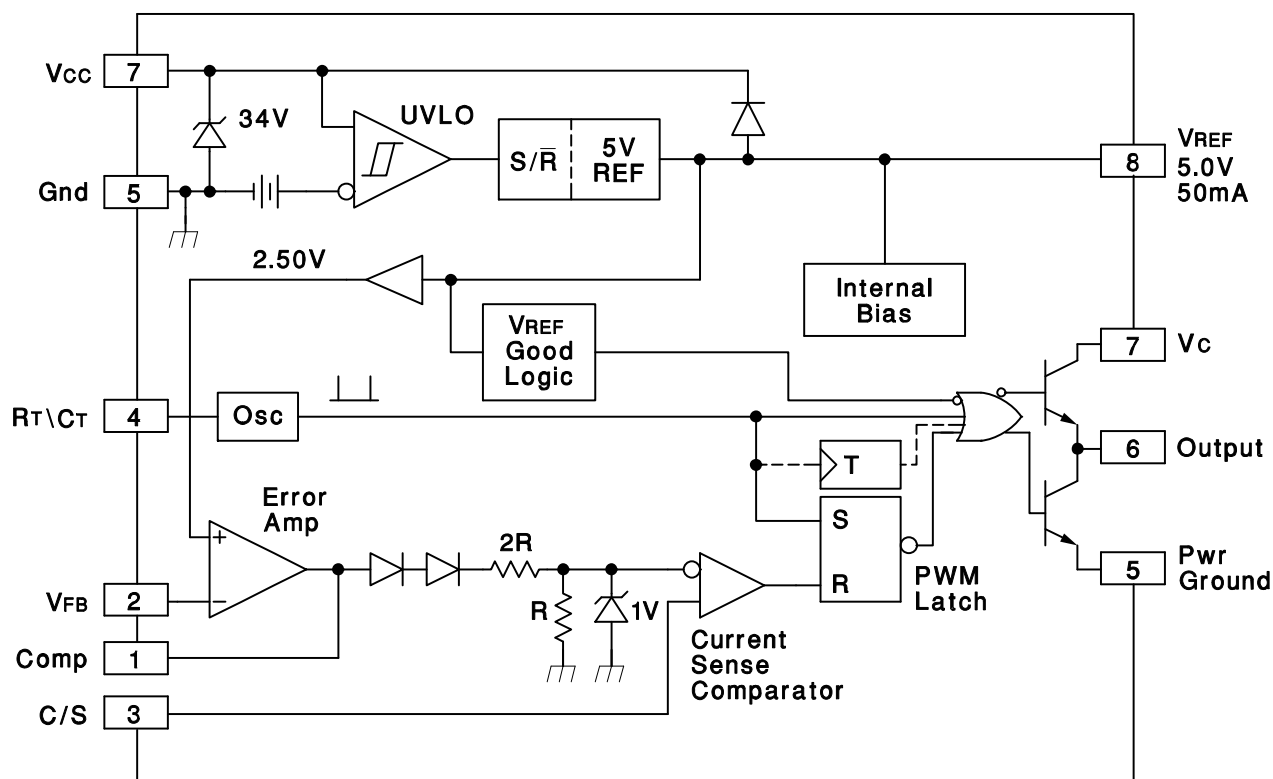 VCC 7
34V
UVLO
S/R̅
5V
REF
8
VREF
5.0V
50mA
Gnd 5
2.50V
Internal
Bias
VREF
Good
Logic
7 VC
RT\CT 4
Osc
6 Output
T
Error
Amp
+
−
S
R
PWM
Latch
2R
R
1V
5
Pwr
Ground
VFB 2
Comp 1
Current
Sense
Comparator
C/S 3